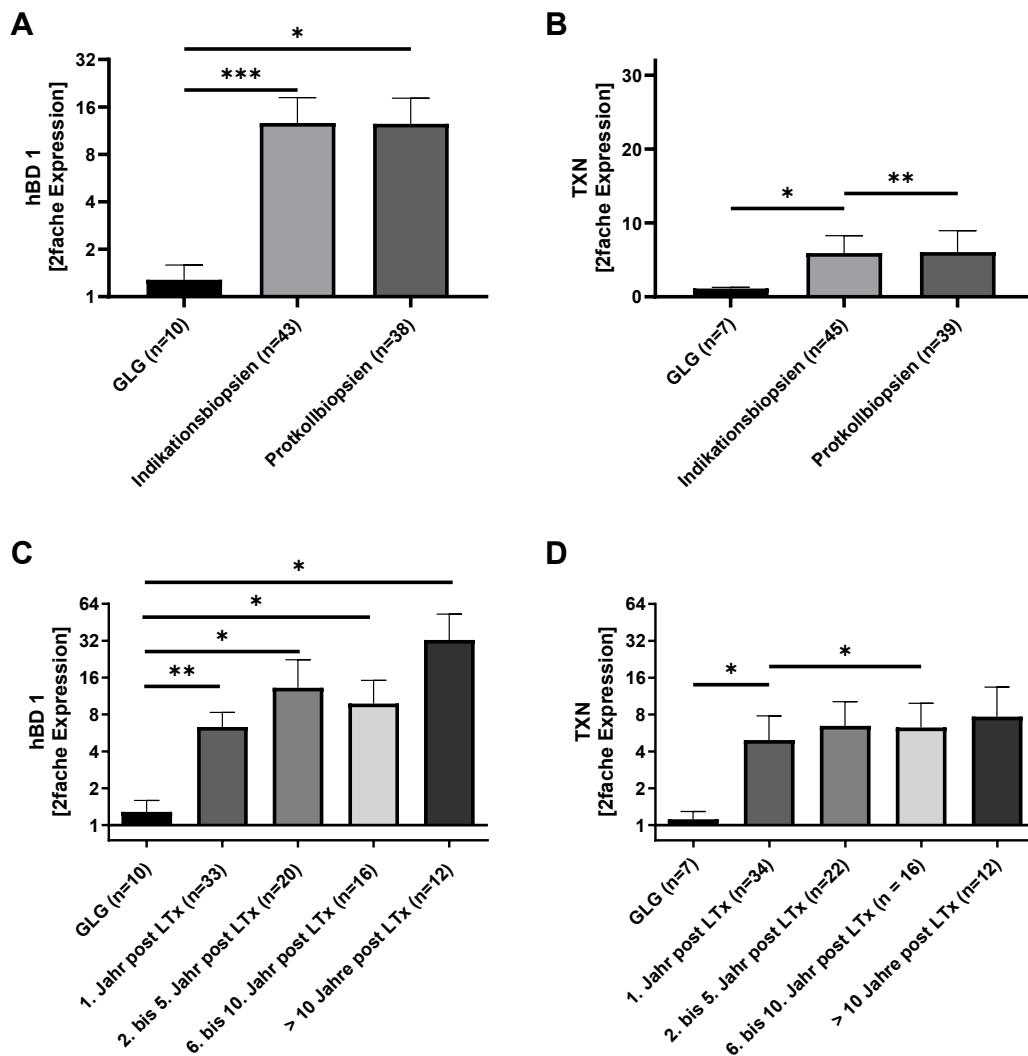 A
hBD 1
[2fache Expression]
32
16
8
4
2
1
*
***
GLG (n=10)
Indikationsbiopsien (n=43)
Protkollbiopsien (n=38)
B
TXN
[2fache Expression]
30
20
10
0
*
**
GLG (n=7)
Indikationsbiopsien (n=45)
Protkollbiopsien (n=39)
C
hBD 1
[2fache Expression]
64
32
16
8
4
2
1
*
*
*
**
GLG (n=10)
1. Jahr post LTx (n=33)
2. bis 5. Jahr post LTx (n=20)
6. bis 10. Jahr post LTx (n=16)
> 10 Jahre post LTx (n=12)
D
TXN
[2fache Expression]
64
32
16
8
4
2
1
*
*
GLG (n=7)
1. Jahr post LTx (n=34)
2. bis 5. Jahr post LTx (n=22)
6. bis 10. Jahr post LTx (n = 16)
> 10 Jahre post LTx (n=12)